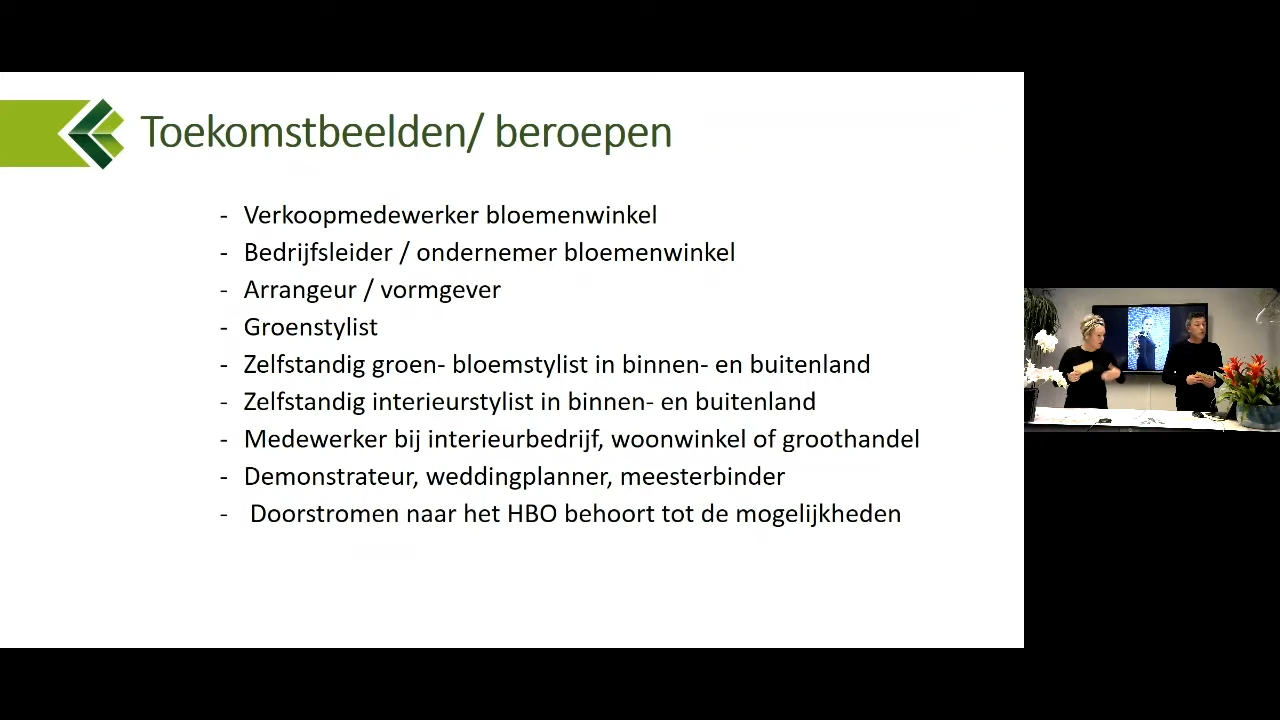 Toekomstbeelden/ beroepen
- Verkoopmedewerker bloemenwinkel
- Bedrijfsleider / ondernemer bloemenwinkel
- Arrangeur / vormgever
- Groenstylist
- Zelfstandig groen- bloemstylist in binnen- en buitenland
- Zelfstandig interieurstylist in binnen- en buitenland
- Medewerker bij interieurbedrijf, woonwinkel of groothandel
- Demonstrateur, weddingplanner, meesterbinder
- Doorstromen naar het HBO behoort tot de mogelijkheden